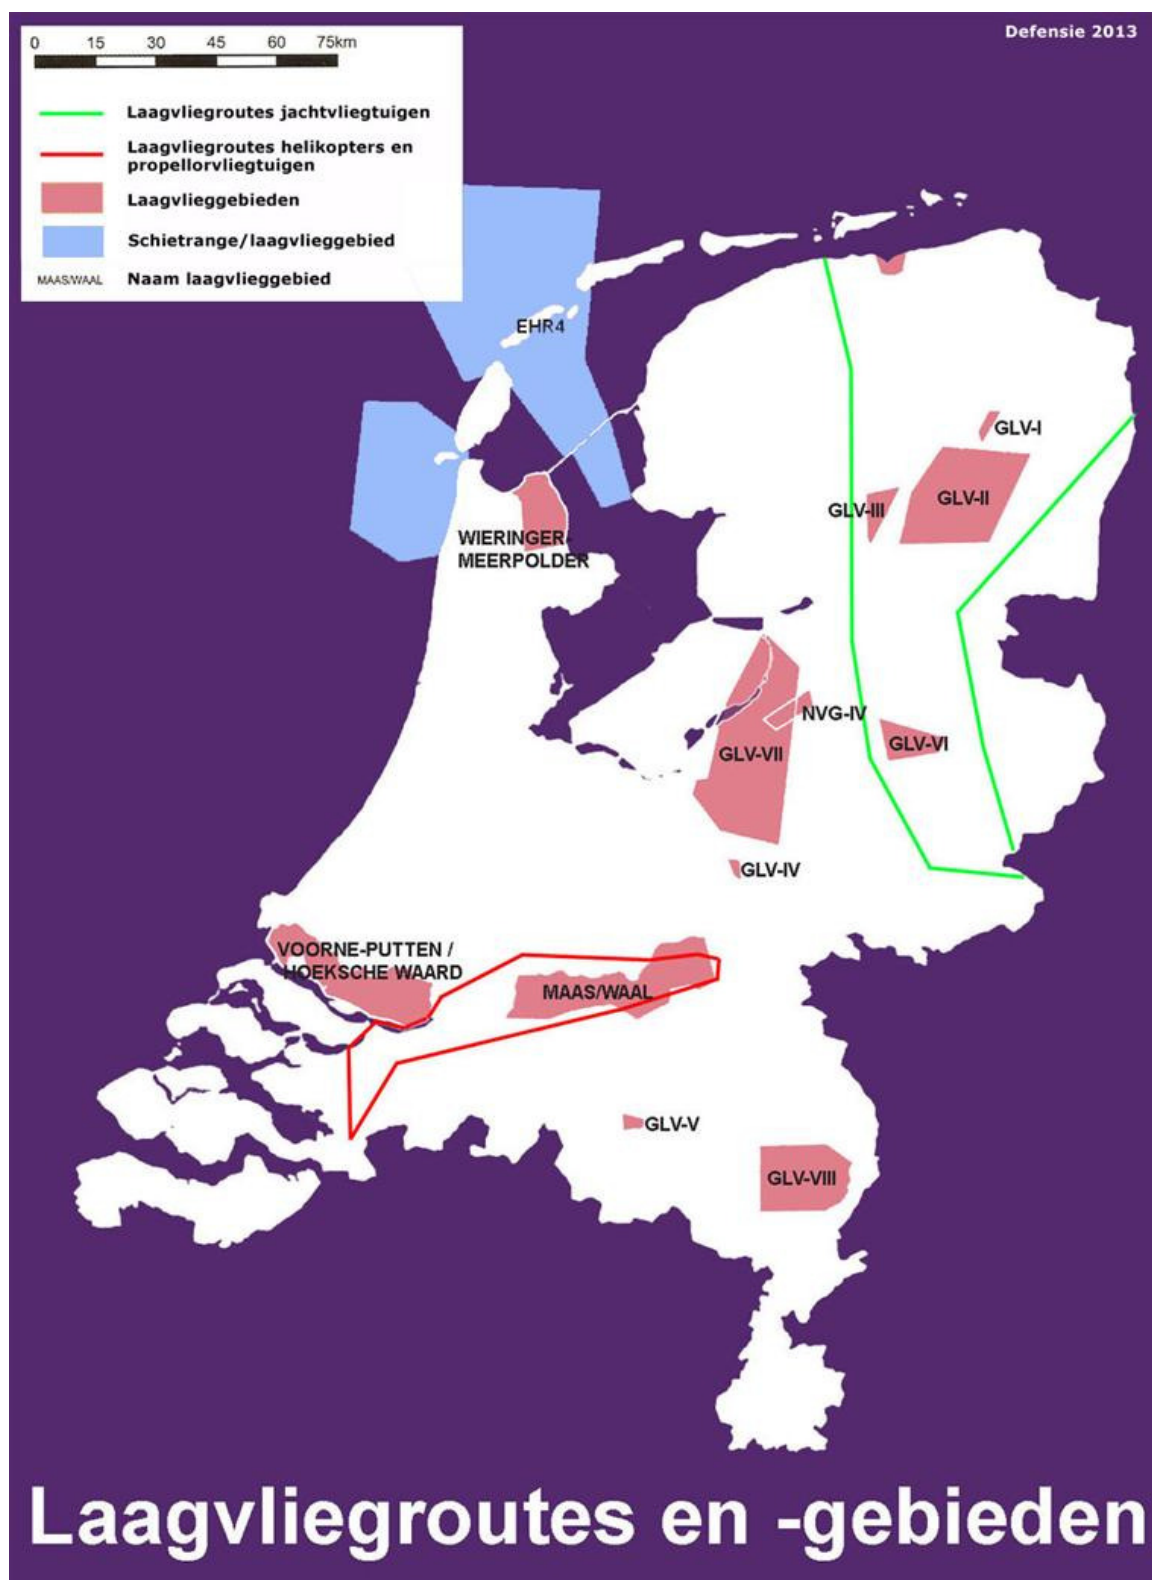 Defensie 2013
0 15 30 45 60 75km
Laagvliegroutes jachtvliegtuigen
Laagvliegroutes helikopters en
propellorvliegtuigen
Laagvlieggebieden
Schietrange/laagvlieggebied
MAAS/WAAL Naam laagvlieggebied
EHR4
GLV-I
GLV-II
GLV-III
WIERINGER-
MEERPOLDER
NVG-IV
GLV-VI
GLV-VII
GLV-IV
VOORNE-PUTTEN /
HOEKSCHE WAARD
MAAS/WAAL
GLV-V
GLV-VIII
Laagvliegroutes en -gebieden